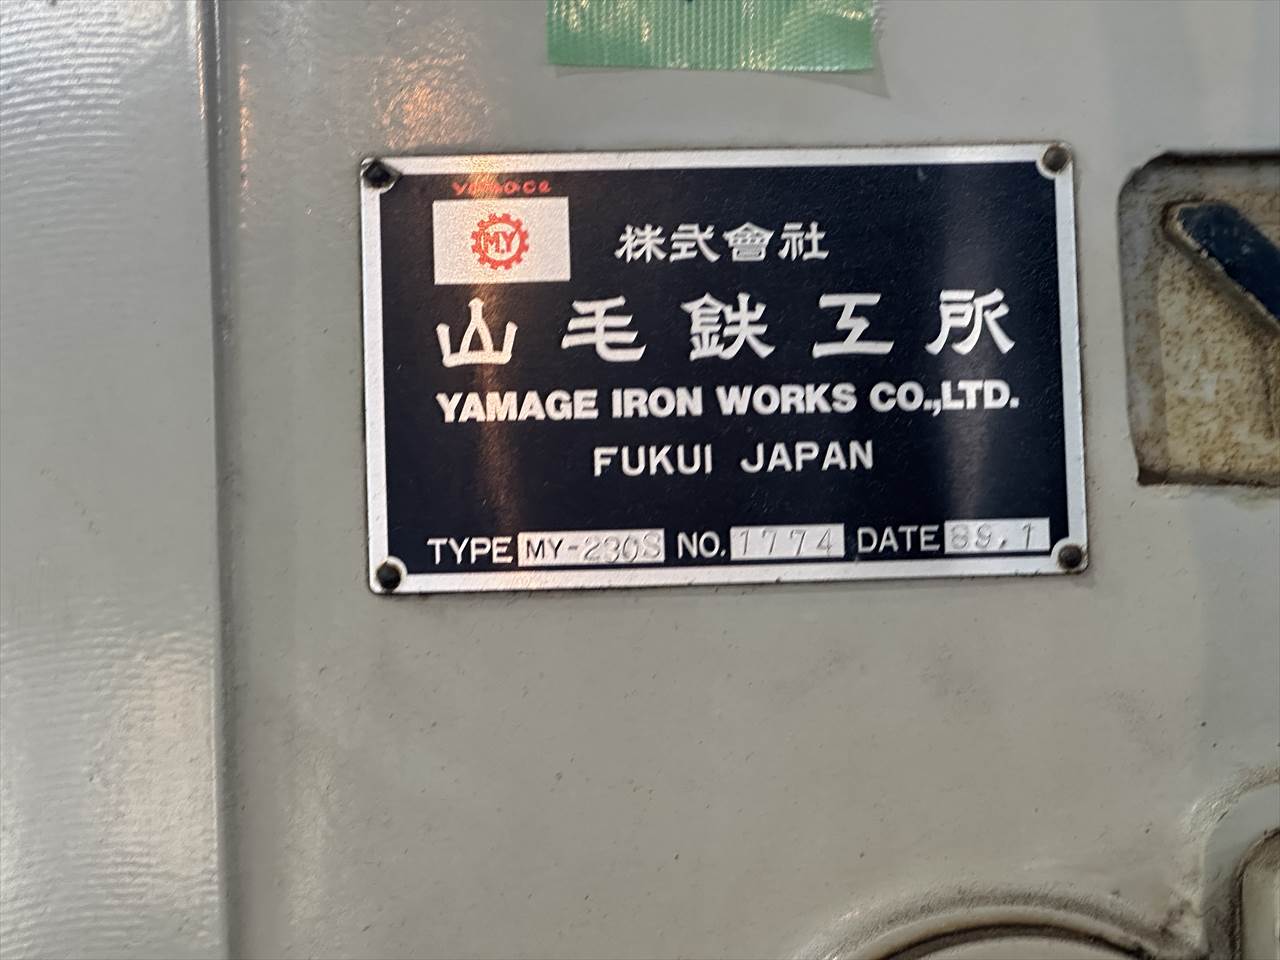 yamage
MY
株式會社
山毛鉄工所
YAMAGE IRON WORKS CO.,LTD.
FUKUI JAPAN
TYPE MY-230S NO. 1774 DATE 89.1